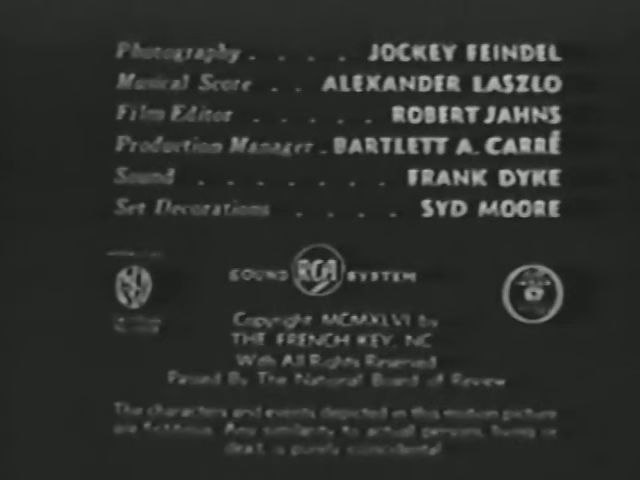 Photography . . . . JOCKEY FEINDEL
Musical Score . . ALEXANDER LASZLO
Film Editor . . . . . ROBERT JAHNS
Production Manager . BARTLETT A. CARRÉ
Sound . . . . . . . FRANK DYKE
Set Decorations . . . . SYD MOORE
SOUND RCA SYSTEM
Copyright MCMXLVI by
THE FRENCH KEY, INC
With All Rights Reserved
Passed By The National Board of Review
The characters and events depicted in this motion picture
are fictitious. Any similarity to actual persons, living or
dead, is purely coincidental